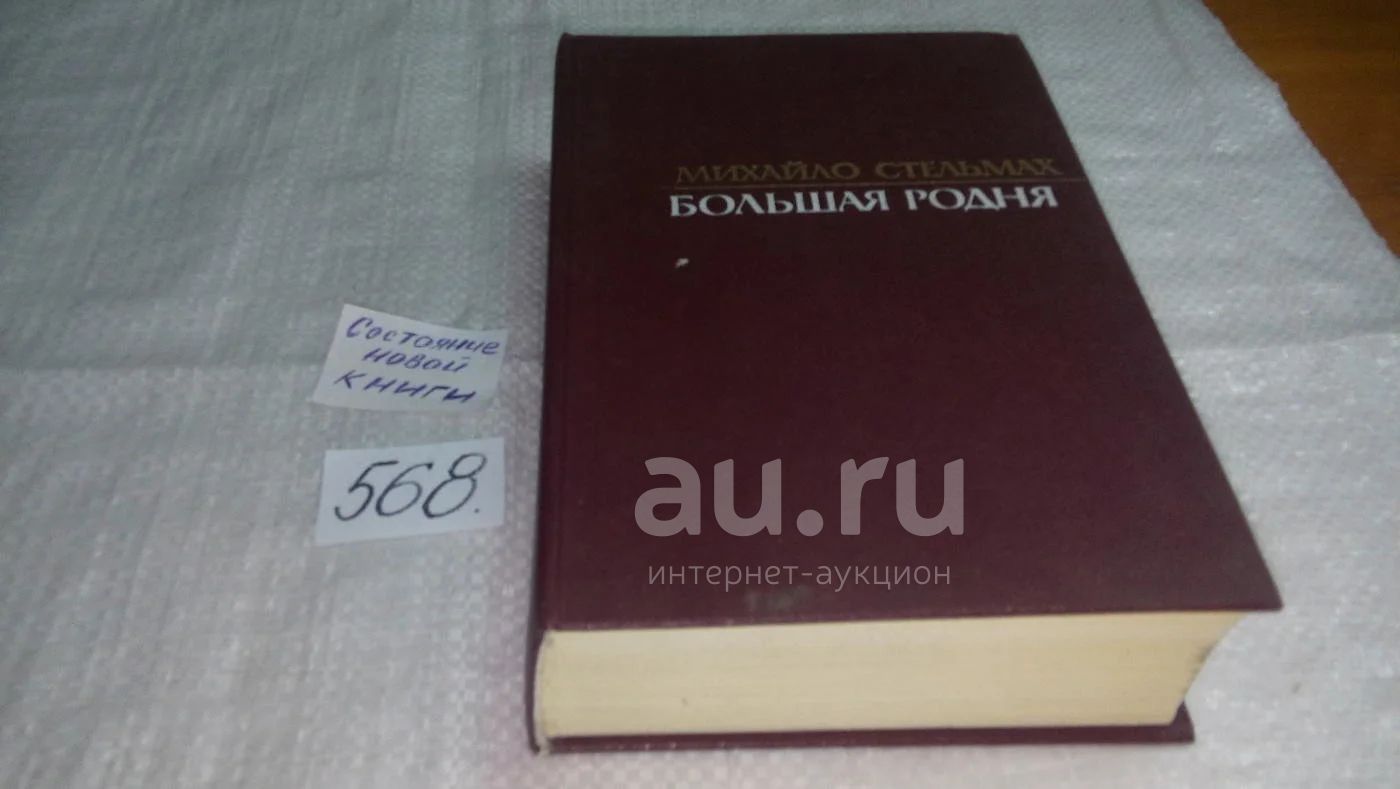 МИХАЙЛО СТЕЛЬМАХ
БОЛЬШАЯ РОДНЯ
Состояние
новой
книги
568.
au.ru
интернет-аукцион